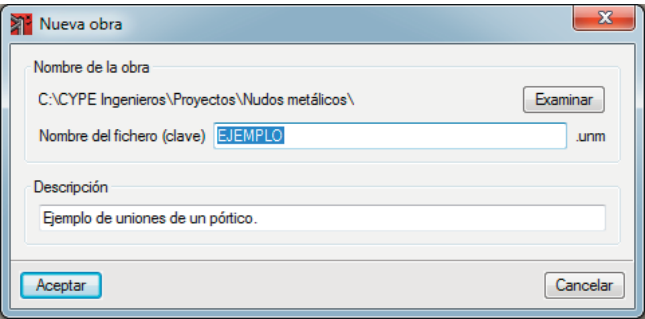 Nueva obra
Nombre de la obra
C:\CYPE Ingenieros\Proyectos\Nudos metálicos\
Examinar
Nombre del fichero (clave) EJEMPLO .unm
Descripción
Ejemplo de uniones de un pórtico.
Aceptar
Cancelar